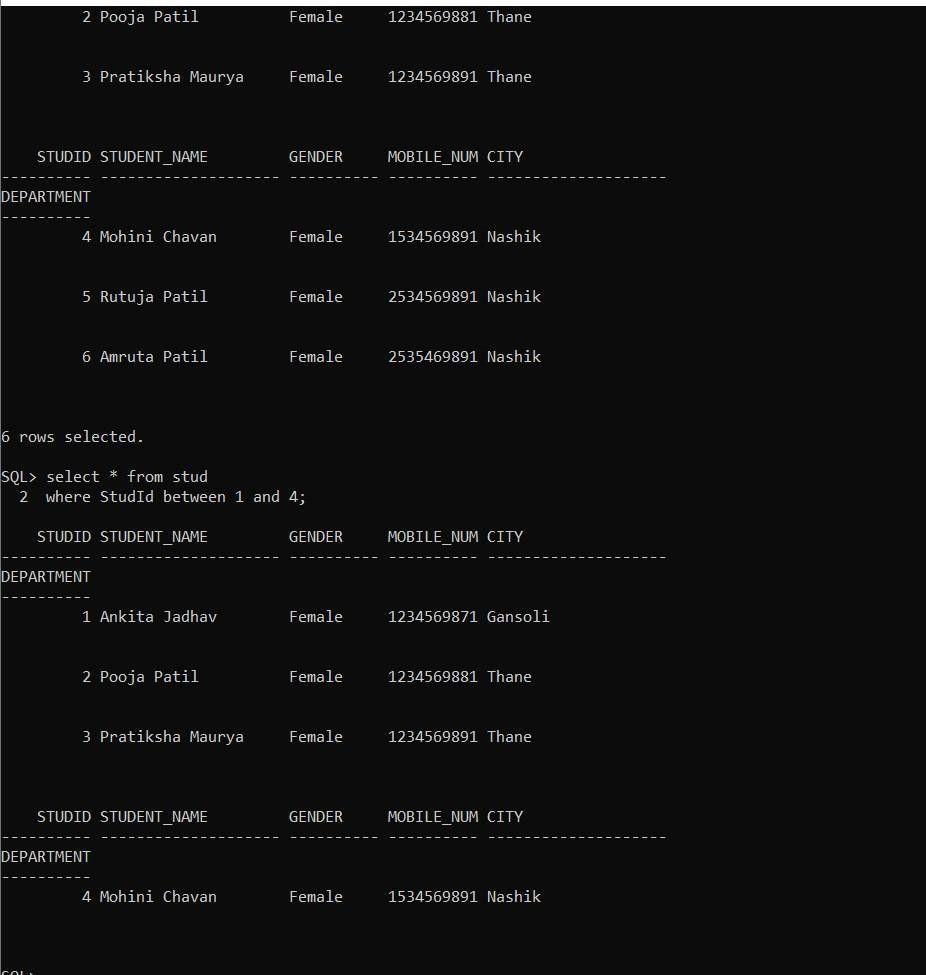 2 Pooja Patil Female 1234569881 Thane
3 Pratiksha Maurya Female 1234569891 Thane
STUDID STUDENT_NAME GENDER MOBILE_NUM CITY
---------- -------------------- ---------- ---------- --------------------
DEPARTMENT
----------
4 Mohini Chavan Female 1534569891 Nashik
5 Rutuja Patil Female 2534569891 Nashik
6 Amruta Patil Female 2535469891 Nashik
6 rows selected.
SQL> select * from stud
2 where StudId between 1 and 4;
STUDID STUDENT_NAME GENDER MOBILE_NUM CITY
---------- -------------------- ---------- ---------- --------------------
DEPARTMENT
----------
1 Ankita Jadhav Female 1234569871 Gansoli
2 Pooja Patil Female 1234569881 Thane
3 Pratiksha Maurya Female 1234569891 Thane
STUDID STUDENT_NAME GENDER MOBILE_NUM CITY
---------- -------------------- ---------- ---------- --------------------
DEPARTMENT
----------
4 Mohini Chavan Female 1534569891 Nashik
SQL>